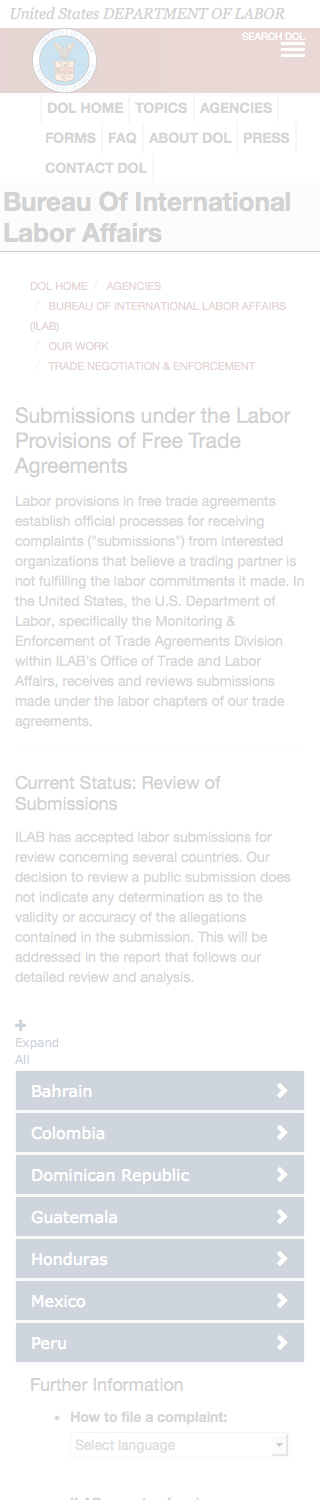 United States DEPARTMENT OF LABOR
SEARCH DOL
DOL HOME TOPICS AGENCIES
FORMS FAQ ABOUT DOL PRESS
CONTACT DOL
Bureau Of International
Labor Affairs
DOL HOME / AGENCIES
/ BUREAU OF INTERNATIONAL LABOR AFFAIRS
(ILAB)
/ OUR WORK
/ TRADE NEGOTIATION & ENFORCEMENT
Submissions under the Labor
Provisions of Free Trade
Agreements
Labor provisions in free trade agreements
establish official processes for receiving
complaints ("submissions") from interested
organizations that believe a trading partner is
not fulfilling the labor commitments it made. In
the United States, the U.S. Department of
Labor, specifically the Monitoring &
Enforcement of Trade Agreements Division
within ILAB's Office of Trade and Labor
Affairs, receives and reviews submissions
made under the labor chapters of our trade
agreements.
Current Status: Review of
Submissions
ILAB has accepted labor submissions for
review concerning several countries. Our
decision to review a public submission does
not indicate any determination as to the
validity or accuracy of the allegations
contained in the submission. This will be
addressed in the report that follows our
detailed review and analysis.
Expand
All
Bahrain
Colombia
Dominican Republic
Guatemala
Honduras
Mexico
Peru
Further Information
• How to file a complaint:
Select language